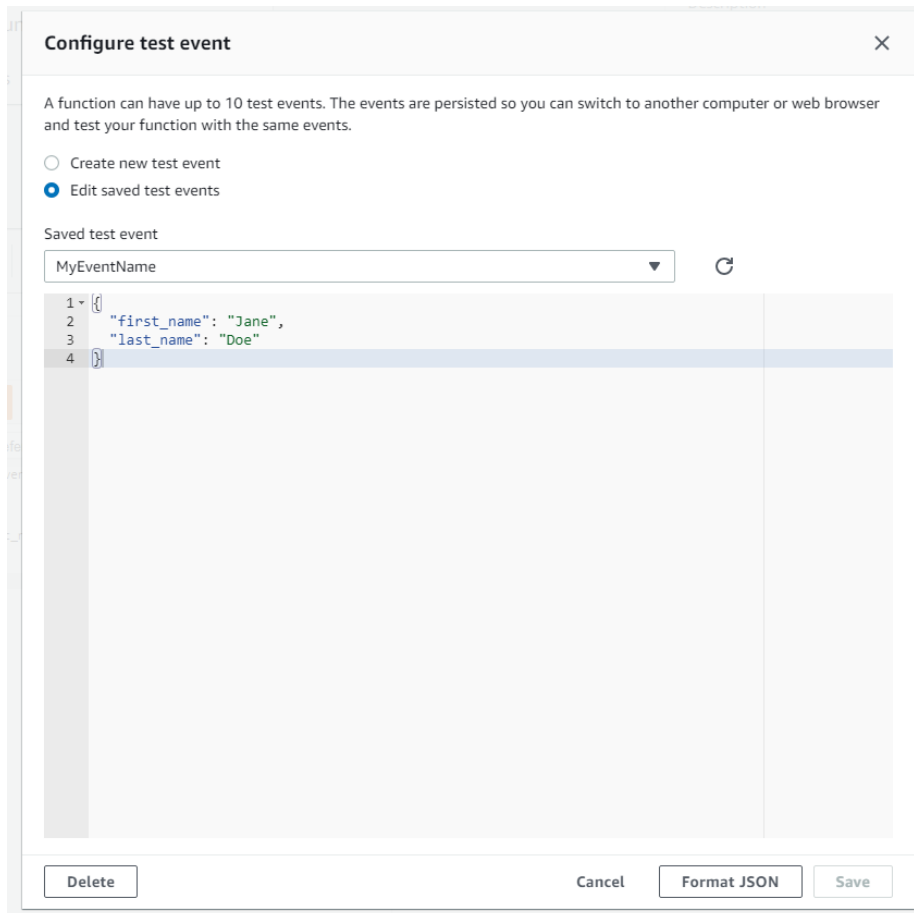 Configure test event
A function can have up to 10 test events. The events are persisted so you can switch to another computer or web browser
and test your function with the same events.
Create new test event
Edit saved test events
Saved test event
MyEventName
1 {
2 "first_name": "Jane",
3 "last_name": "Doe"
4 }
Delete Cancel Format JSON Save